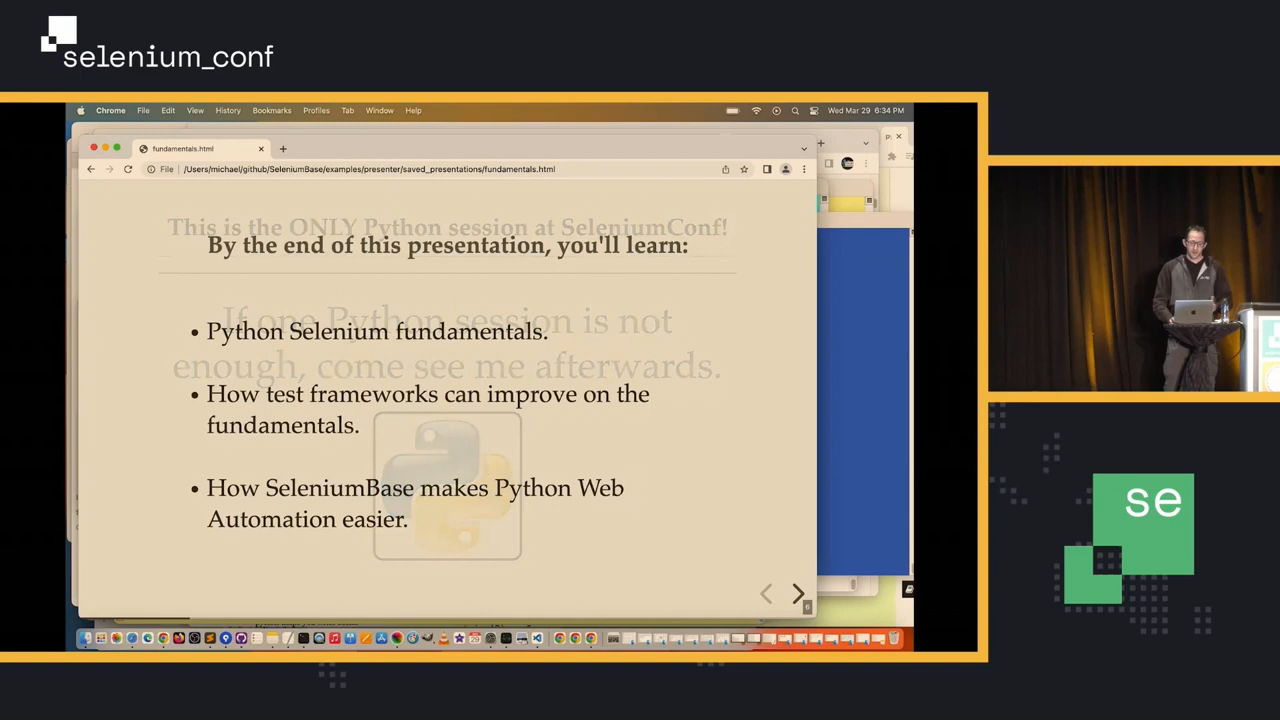 selenium_conf
Chrome File Edit View History Bookmarks Profiles Tab Window Help
Wed Mar 29 6:34 PM
fundamentals.html
File /Users/michael/github/SeleniumBase/examples/presenter/saved_presentations/fundamentals.html
This is the ONLY Python session at SeleniumConf!
By the end of this presentation, you'll learn:
If one Python session is not
• Python Selenium fundamentals.
enough, come see me afterwards.
• How test frameworks can improve on the
fundamentals.
• How SeleniumBase makes Python Web
Automation easier.
6
se